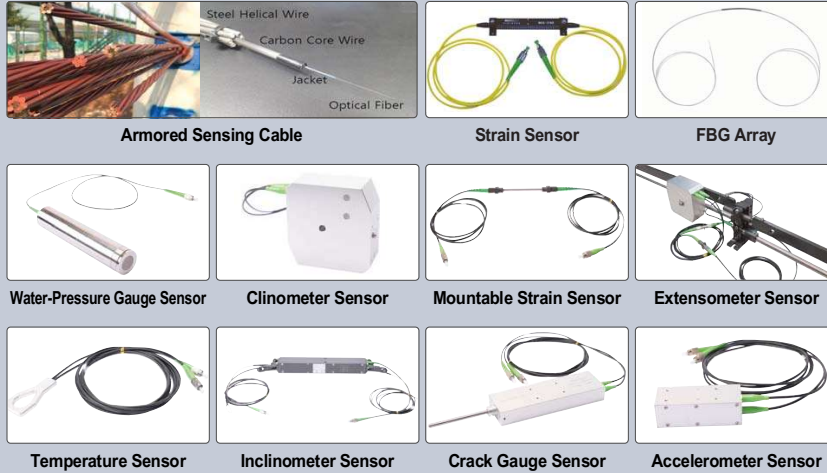 Steel Helical Wire
Carbon Core Wire
Jacket
Optical Fiber
Armored Sensing Cable
Strain Sensor
FBG Array
Water-Pressure Gauge Sensor
Clinometer Sensor
Mountable Strain Sensor
Extensometer Sensor
Temperature Sensor
Inclinometer Sensor
Crack Gauge Sensor
Accelerometer Sensor